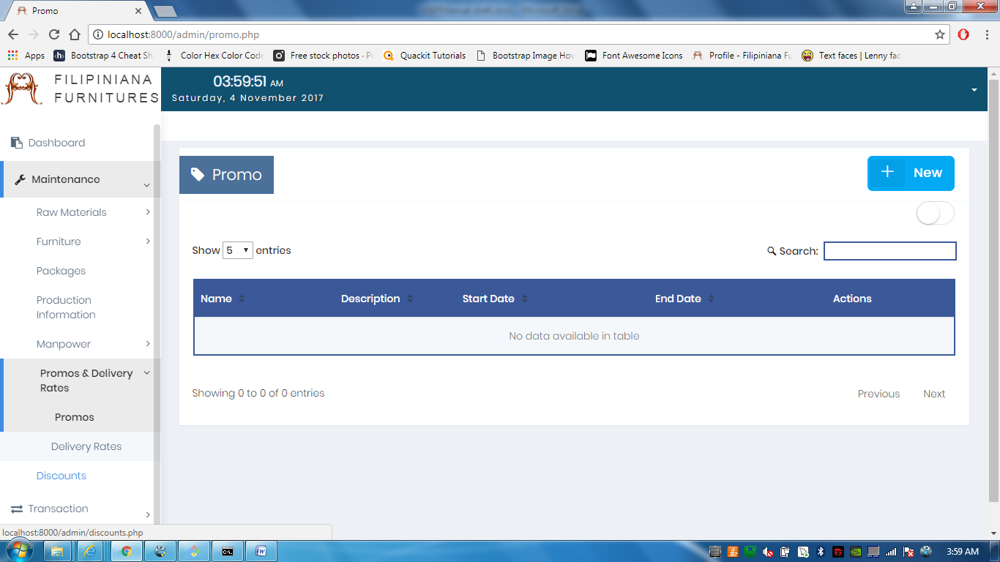 Promo
localhost:8000/admin/promo.php
Apps
Bootstrap 4 Cheat Sh
Color Hex Color Code
Free stock photos · Pe
Quackit Tutorials
Bootstrap Image Hov
Font Awesome Icons
Profile - Filipiniana Fu
Text faces | Lenny fac
FILIPINIANA
FURNITURES
03:59:51 AM
Saturday, 4 November 2017
Dashboard
Maintenance
Raw Materials
Furniture
Packages
Production
Information
Manpower
Promos & Delivery
Rates
Promos
Delivery Rates
Discounts
Transaction
Promo
+ New
Show 5 entries
Search:
Name Description Start Date End Date Actions
No data available in table
Showing 0 to 0 of 0 entries
Previous Next
localhost:8000/admin/discounts.php
3:59 AM